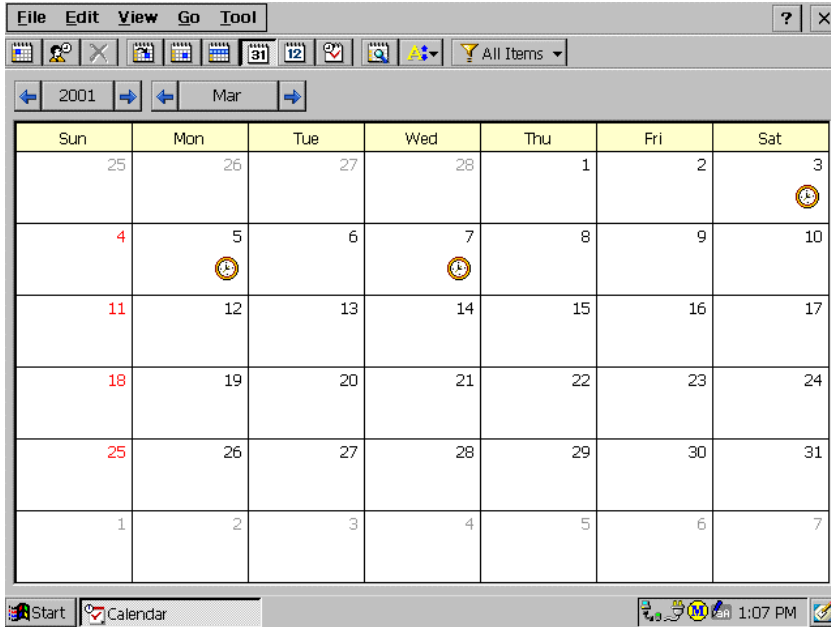 File Edit View Go Tool ? ×
31 12 A All Items
2001 Mar
Sun Mon Tue Wed Thu Fri Sat
25 26 27 28 1 2 3
4 5 6 7 8 9 10
11 12 13 14 15 16 17
18 19 20 21 22 23 24
25 26 27 28 29 30 31
1 2 3 4 5 6 7
Start Calendar M 1:07 PM